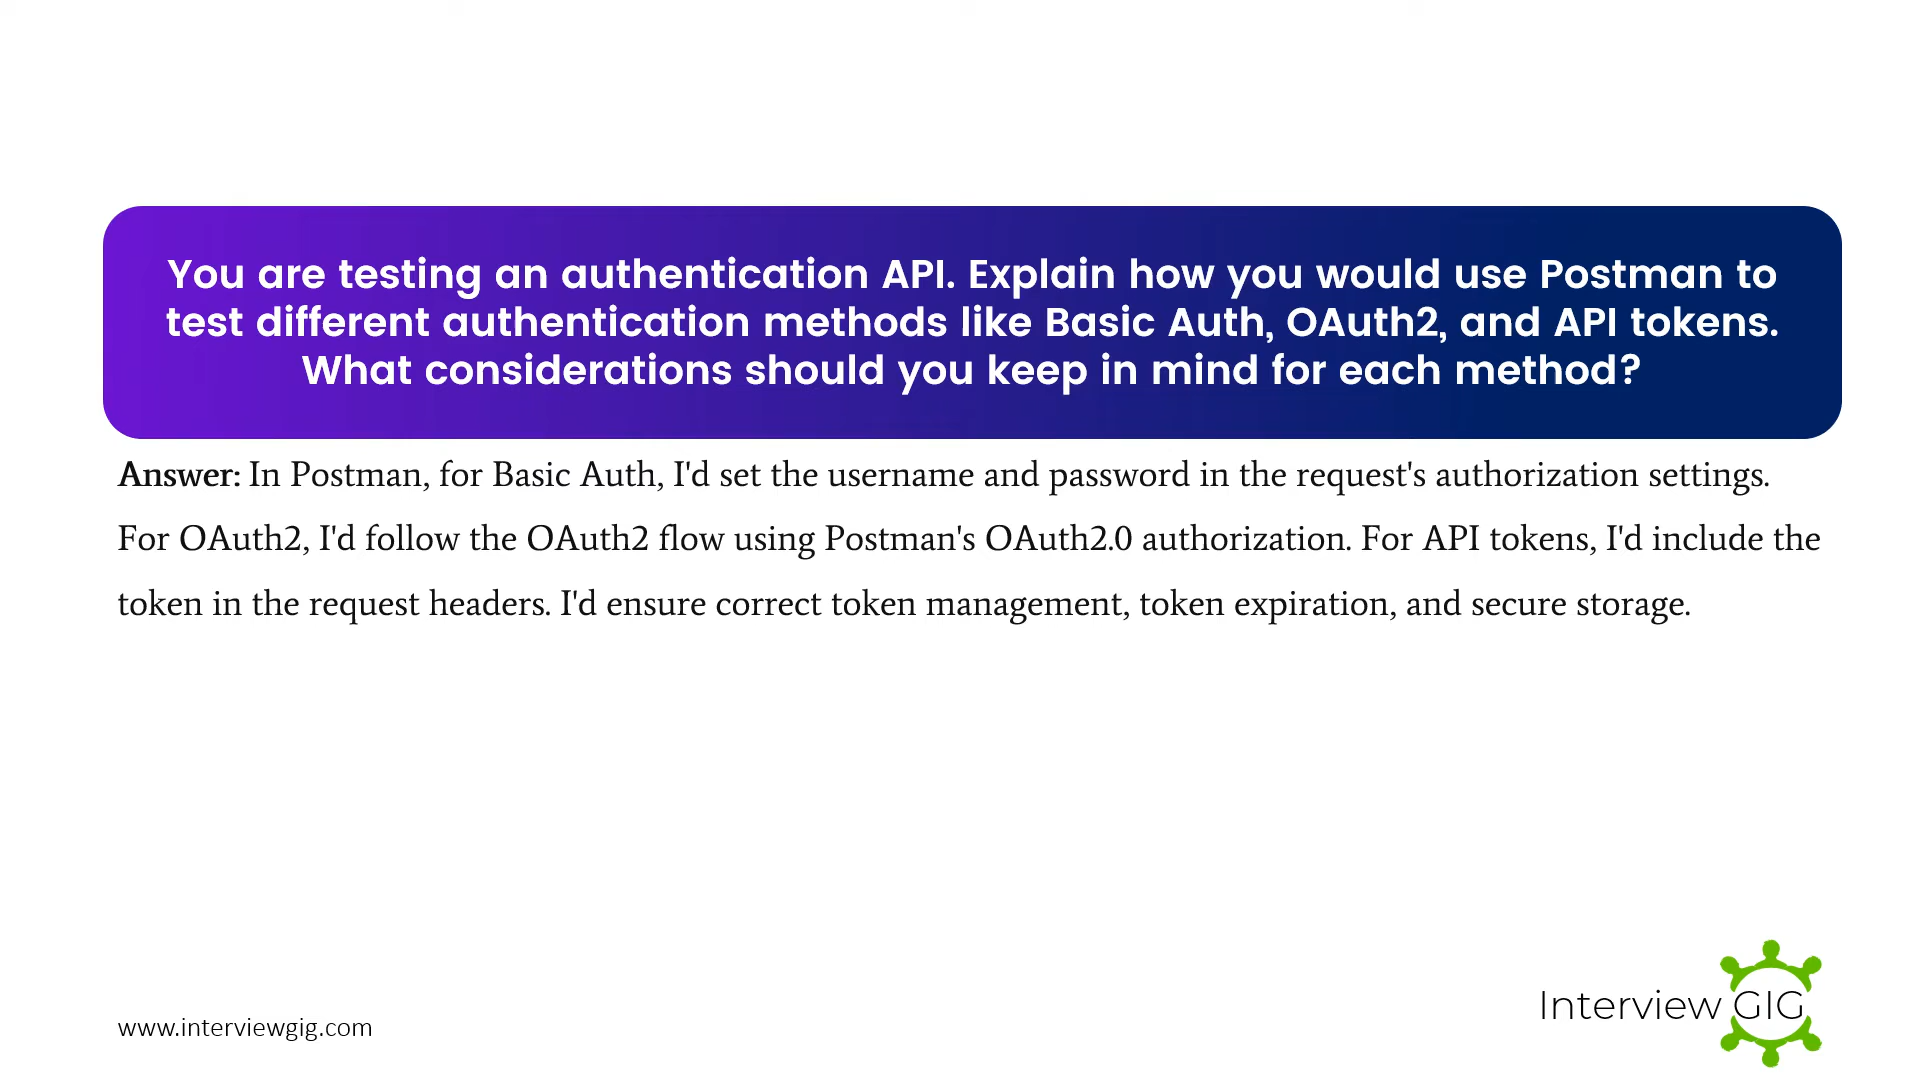 You are testing an authentication API. Explain how you would use Postman to
test different authentication methods like Basic Auth, OAuth2, and API tokens.
What considerations should you keep in mind for each method?
Answer: In Postman, for Basic Auth, I'd set the username and password in the request's authorization settings.
For OAuth2, I'd follow the OAuth2 flow using Postman's OAuth2.0 authorization. For API tokens, I'd include the
token in the request headers. I'd ensure correct token management, token expiration, and secure storage.
Interview GIG
www.interviewgig.com